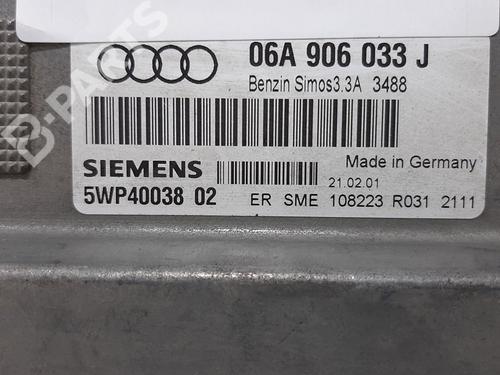 06A 906 033 J
Benzin Simos3.3A 3488
SIEMENS
Made in Germany
21.02.01
5WP40038 02
ER SME 108223 R031 2111
B-PARTS